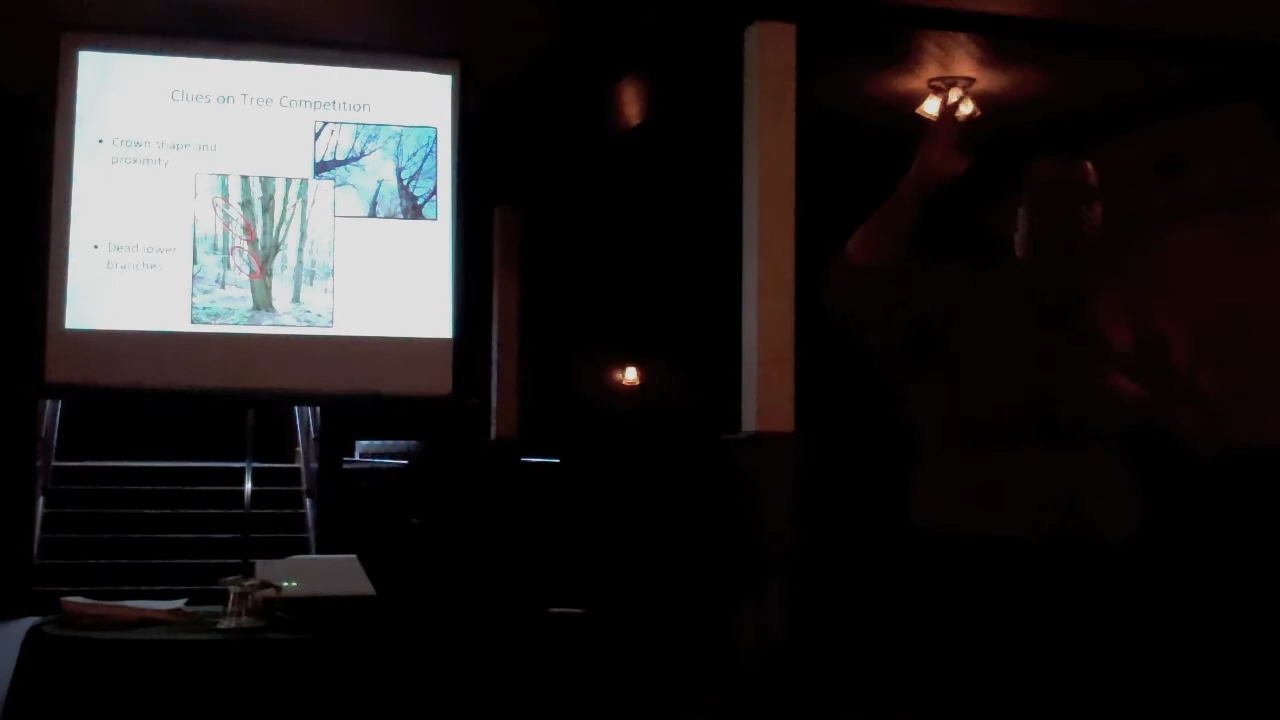 Clues on Tree Competition
• Crown shape and
proximity
• Dead lower
branches